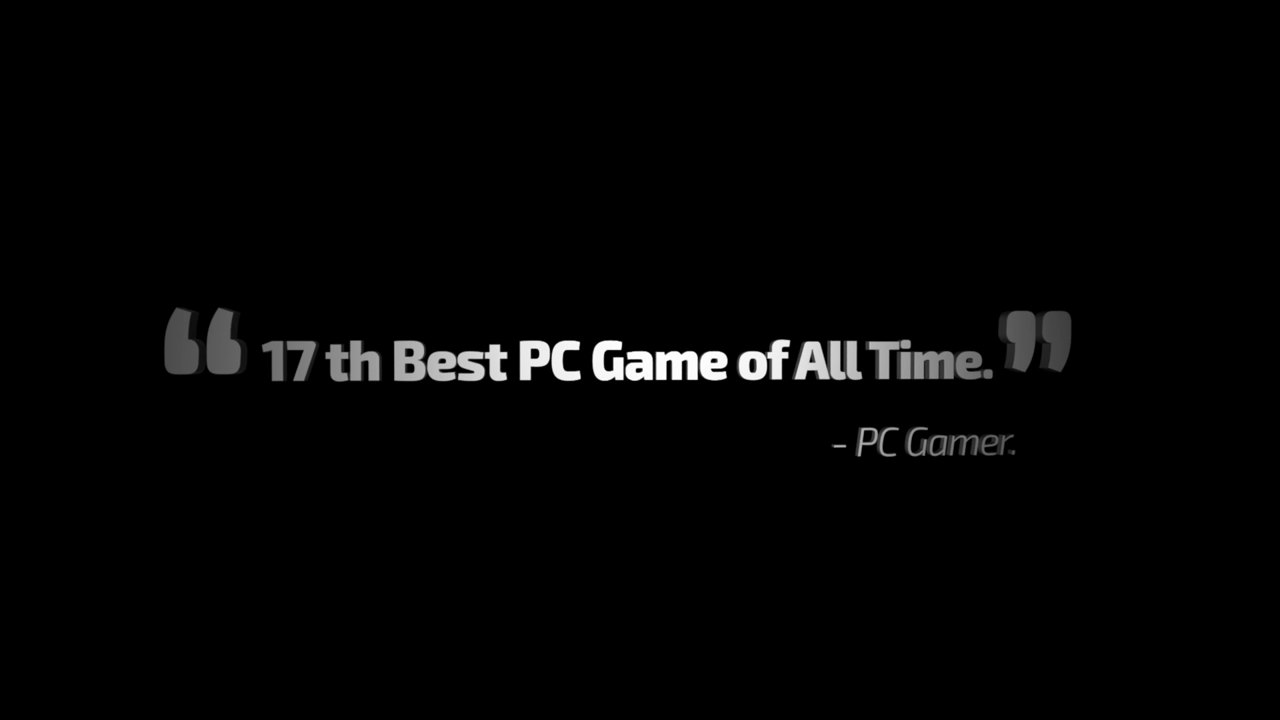 “17 th Best PC Game of All Time.”
– PC Gamer.